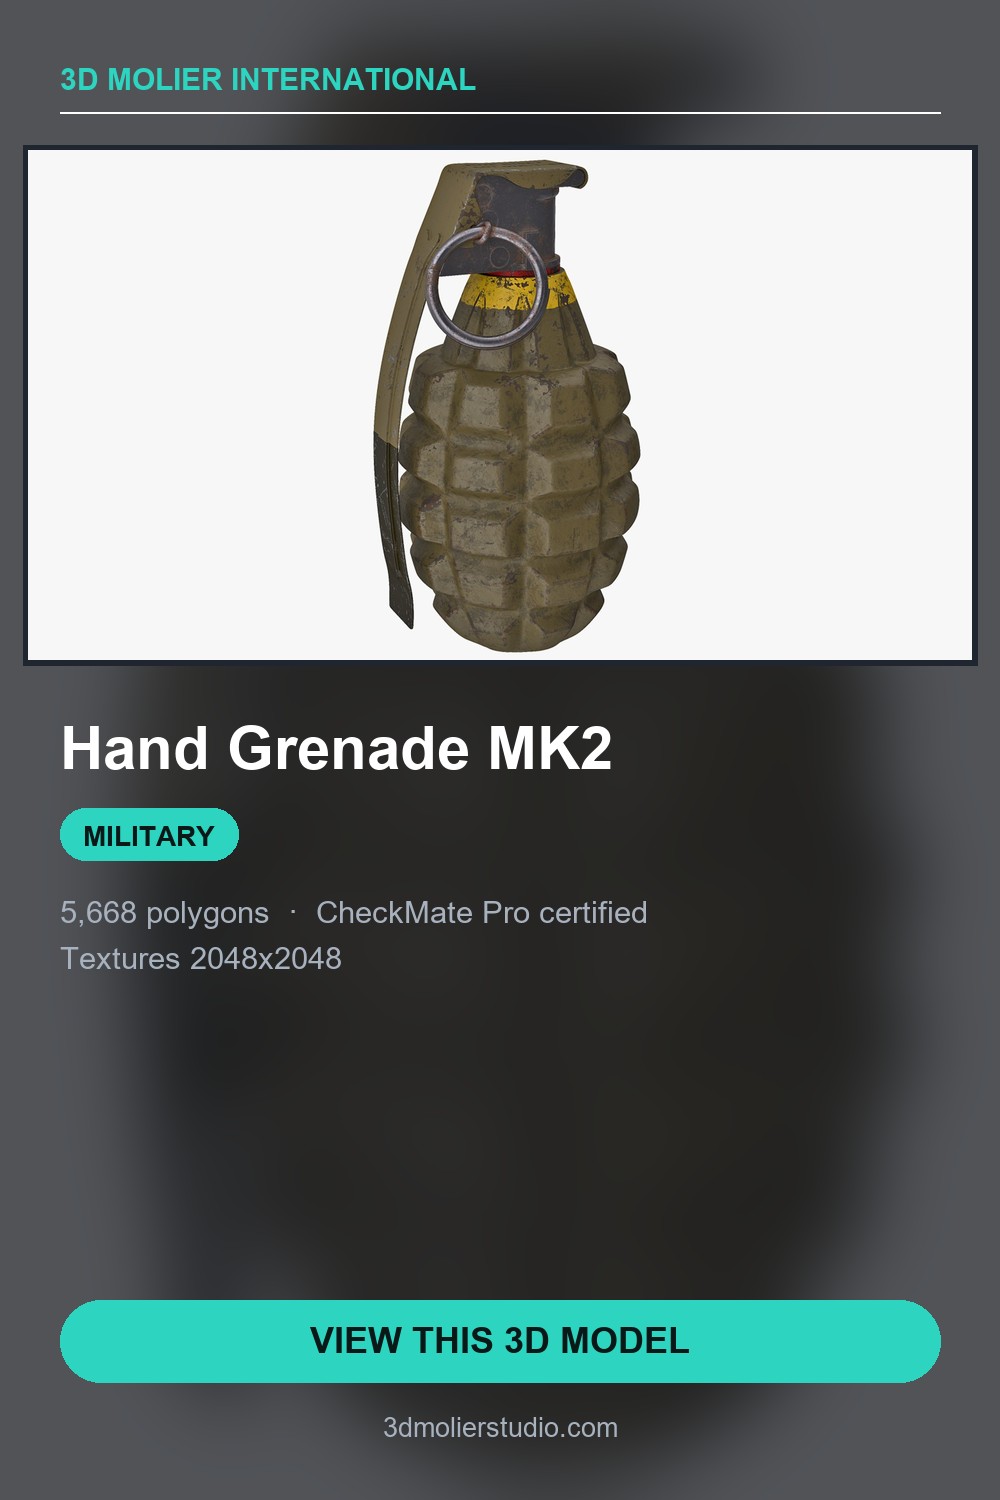 3D MOLIER INTERNATIONAL
Hand Grenade MK2
MILITARY
5,668 polygons · CheckMate Pro certified
Textures 2048x2048
VIEW THIS 3D MODEL
3dmolierstudio.com